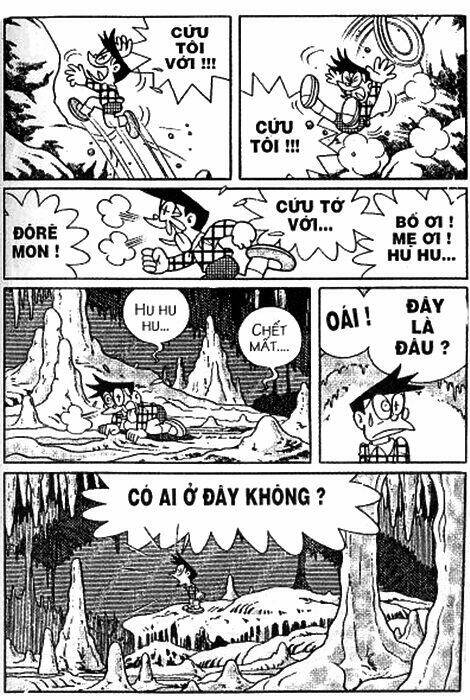 CỨU
TÔI
VỚI !!!
CỨU
TÔI !!!
ĐÔRÊ
MON !
CỨU TỚ
VỚI...
BỐ ƠI !
MẸ ƠI !
HU HU...
HU HU
HU...
CHẾT
MẤT....
OÁI !
ĐÂY
LÀ
ĐÂU ?
CÓ AI Ở ĐÂY KHÔNG ?